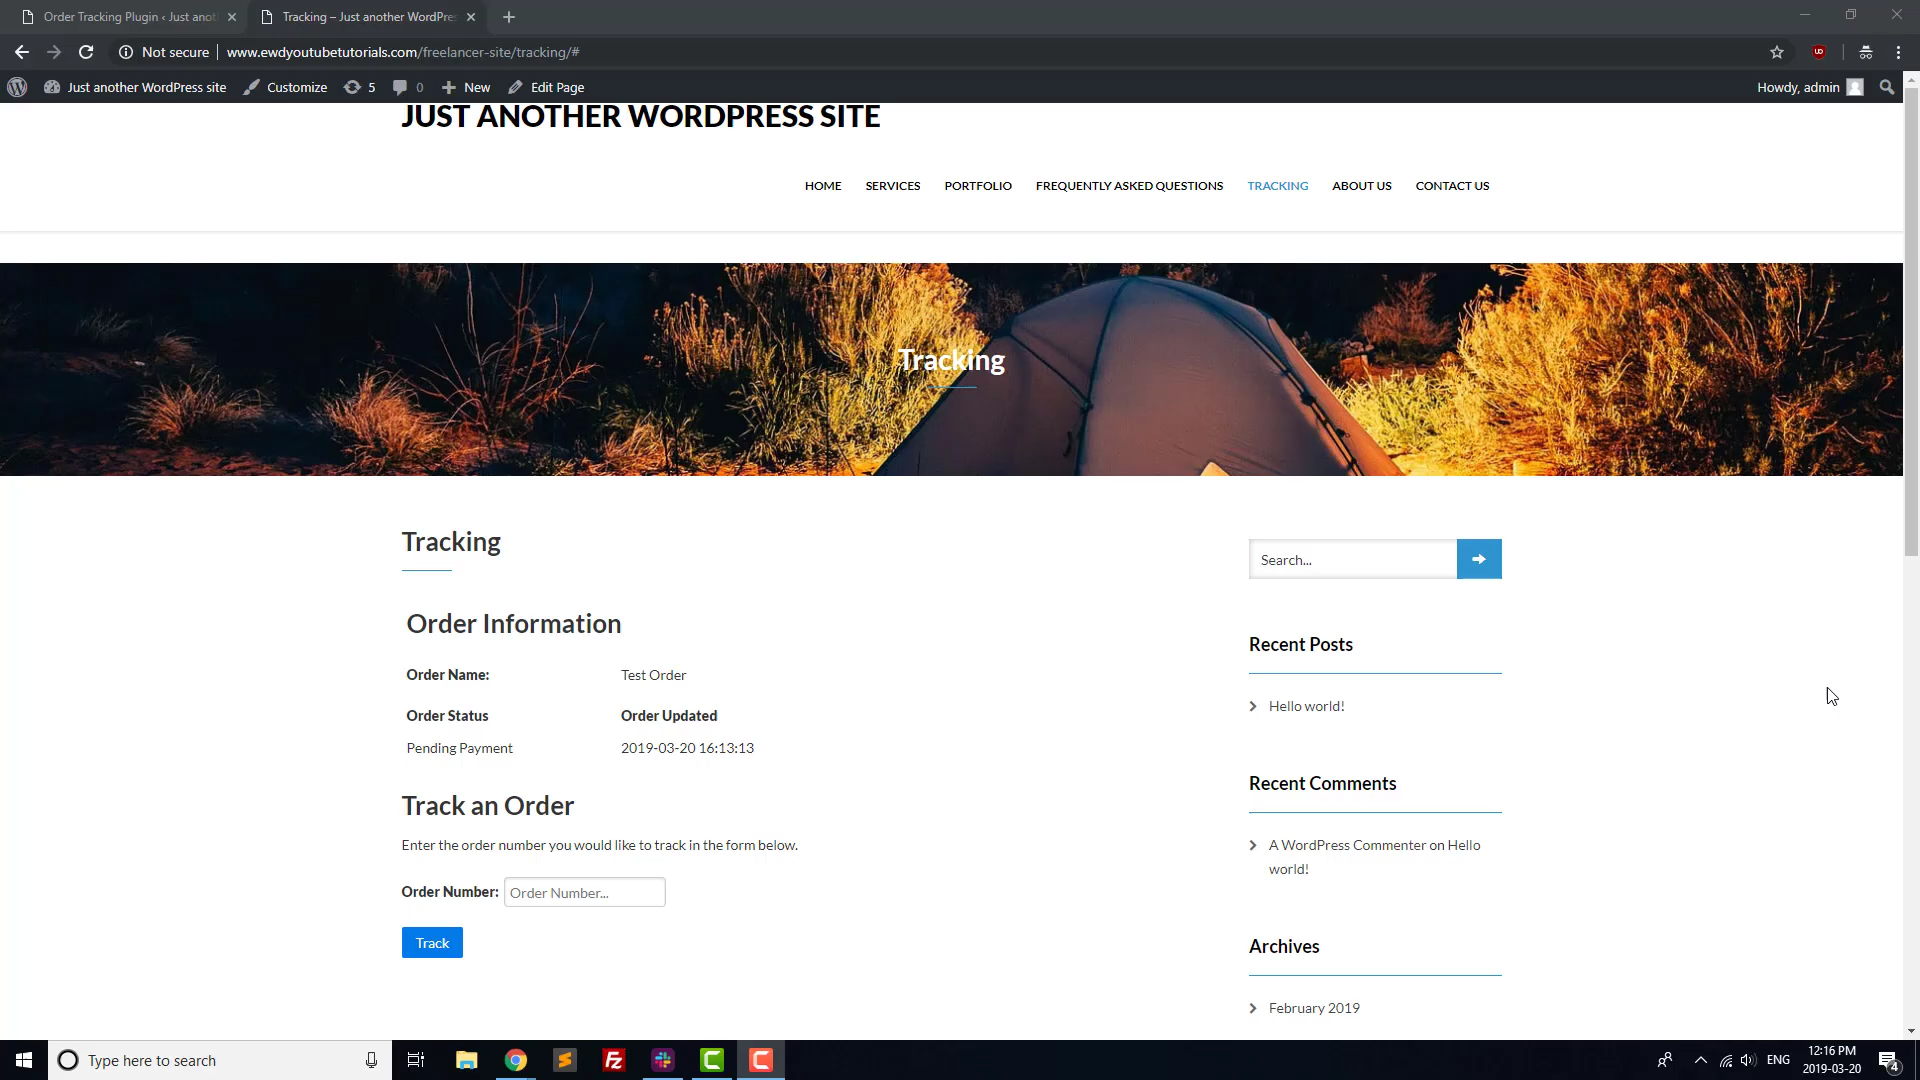 Order Tracking Plugin ‹ Just anot
Tracking – Just another WordPres
Not secure
www.ewdyoutubetutorials.com/freelancer-site/tracking/#
Just another WordPress site
Customize
5
0
New
Edit Page
Howdy, admin
JUST ANOTHER WORDPRESS SITE
HOME SERVICES PORTFOLIO FREQUENTLY ASKED QUESTIONS TRACKING ABOUT US CONTACT US
Tracking
Tracking
Order Information
Order Name: Test Order
Order Status Order Updated
Pending Payment 2019-03-20 16:13:13
Track an Order
Enter the order number you would like to track in the form below.
Order Number: Order Number...
Track
Search...
Recent Posts
Hello world!
Recent Comments
A WordPress Commenter on Hello
world!
Archives
February 2019
Type here to search
ENG
12:16 PM
2019-03-20
4